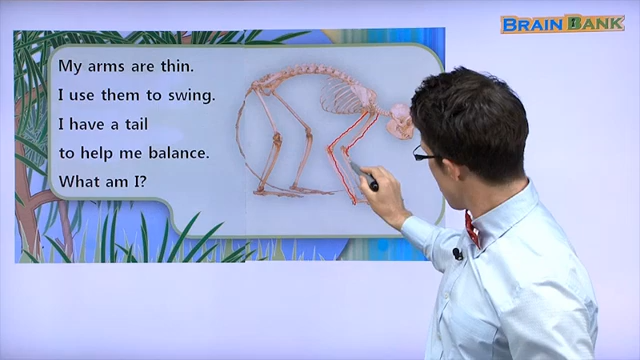 BRAIN BANK
My arms are thin.
I use them to swing.
I have a tail
to help me balance.
What am I?